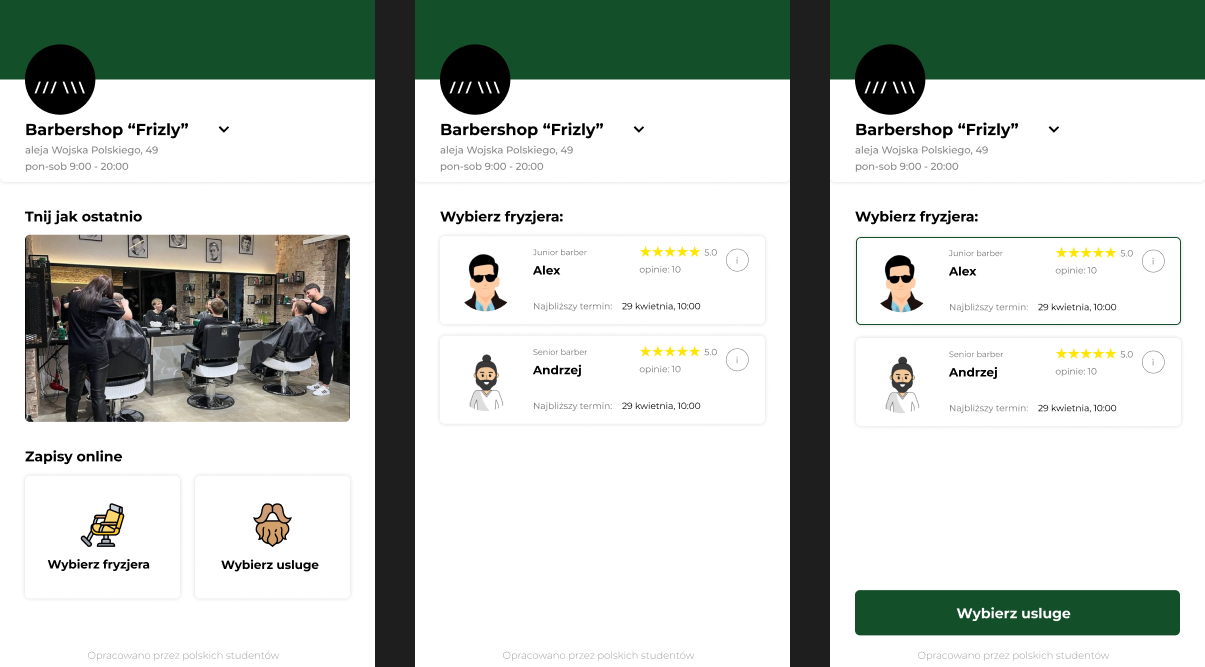 Barbershop “Frizly”
aleja Wojska Polskiego, 49
pon-sob 9:00 - 20:00
Tnij jak ostatnio
Zapisy online
Wybierz fryzjera
Wybierz usluge
Opracowano przez polskich studentów
Barbershop “Frizly”
aleja Wojska Polskiego, 49
pon-sob 9:00 - 20:00
Wybierz fryzjera:
Junior barber
5.0
Alex
opinie: 10
Najbliższy termin: 29 kwietnia, 10:00
Senior barber
5.0
Andrzej
opinie: 10
Najbliższy termin: 29 kwietnia, 10:00
Opracowano przez polskich studentów
Barbershop “Frizly”
aleja Wojska Polskiego, 49
pon-sob 9:00 - 20:00
Wybierz fryzjera:
Junior barber
5.0
Alex
opinie: 10
Najbliższy termin: 29 kwietnia, 10:00
Senior barber
5.0
Andrzej
opinie: 10
Najbliższy termin: 29 kwietnia, 10:00
Wybierz usluge
Opracowano przez polskich studentów